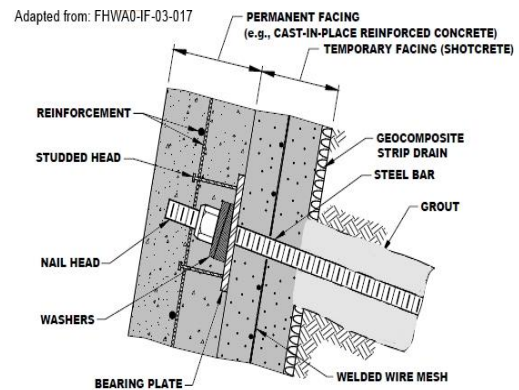 Adapted from: FHWA0-IF-03-017
PERMANENT FACING
(e.g., CAST-IN-PLACE REINFORCED CONCRETE)
TEMPORARY FACING (SHOTCRETE)
REINFORCEMENT
STUDDED HEAD
NAIL HEAD
WASHERS
BEARING PLATE
GEOCOMPOSITE
STRIP DRAIN
STEEL BAR
GROUT
WELDED WIRE MESH